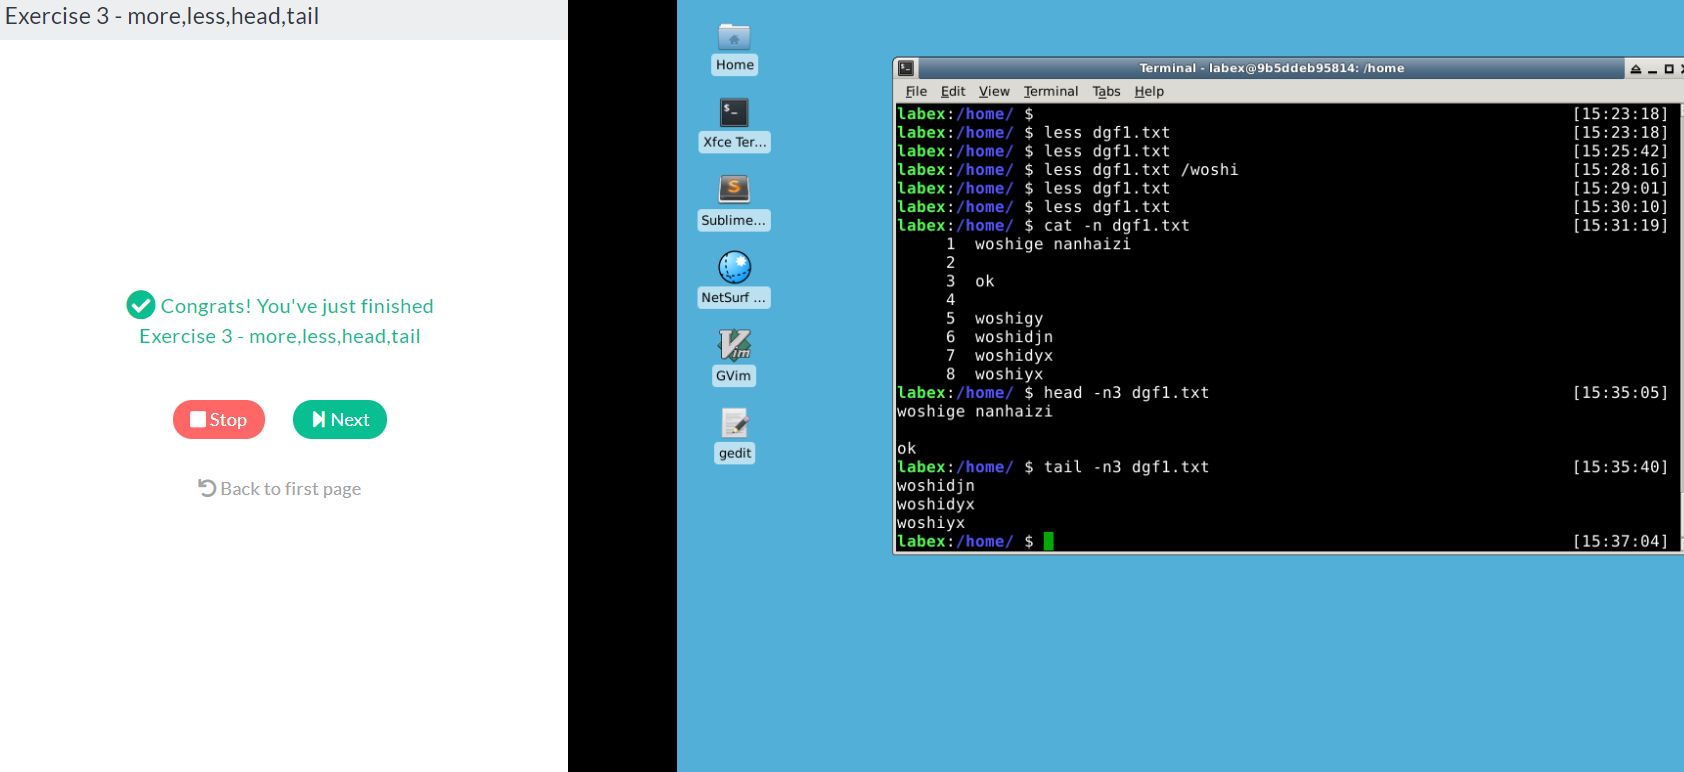 Exercise 3 - more,less,head,tail
Congrats! You've just finished
Exercise 3 - more,less,head,tail
Stop
Next
Back to first page
Home
Xfce Ter...
Sublime...
NetSurf ...
GVim
gedit
Terminal - labex@9b5ddeb95814: /home
File Edit View Terminal Tabs Help
labex:/home/ $ [15:23:18]
labex:/home/ $ less dgf1.txt [15:23:18]
labex:/home/ $ less dgf1.txt [15:25:42]
labex:/home/ $ less dgf1.txt /woshi [15:28:16]
labex:/home/ $ less dgf1.txt [15:29:01]
labex:/home/ $ less dgf1.txt [15:30:10]
labex:/home/ $ cat -n dgf1.txt [15:31:19]
1 woshige nanhaizi
2
3 ok
4
5 woshigy
6 woshidjn
7 woshidyx
8 woshiyx
labex:/home/ $ head -n3 dgf1.txt [15:35:05]
woshige nanhaizi
ok
labex:/home/ $ tail -n3 dgf1.txt [15:35:40]
woshidjn
woshidyx
woshiyx
labex:/home/ $ [15:37:04]